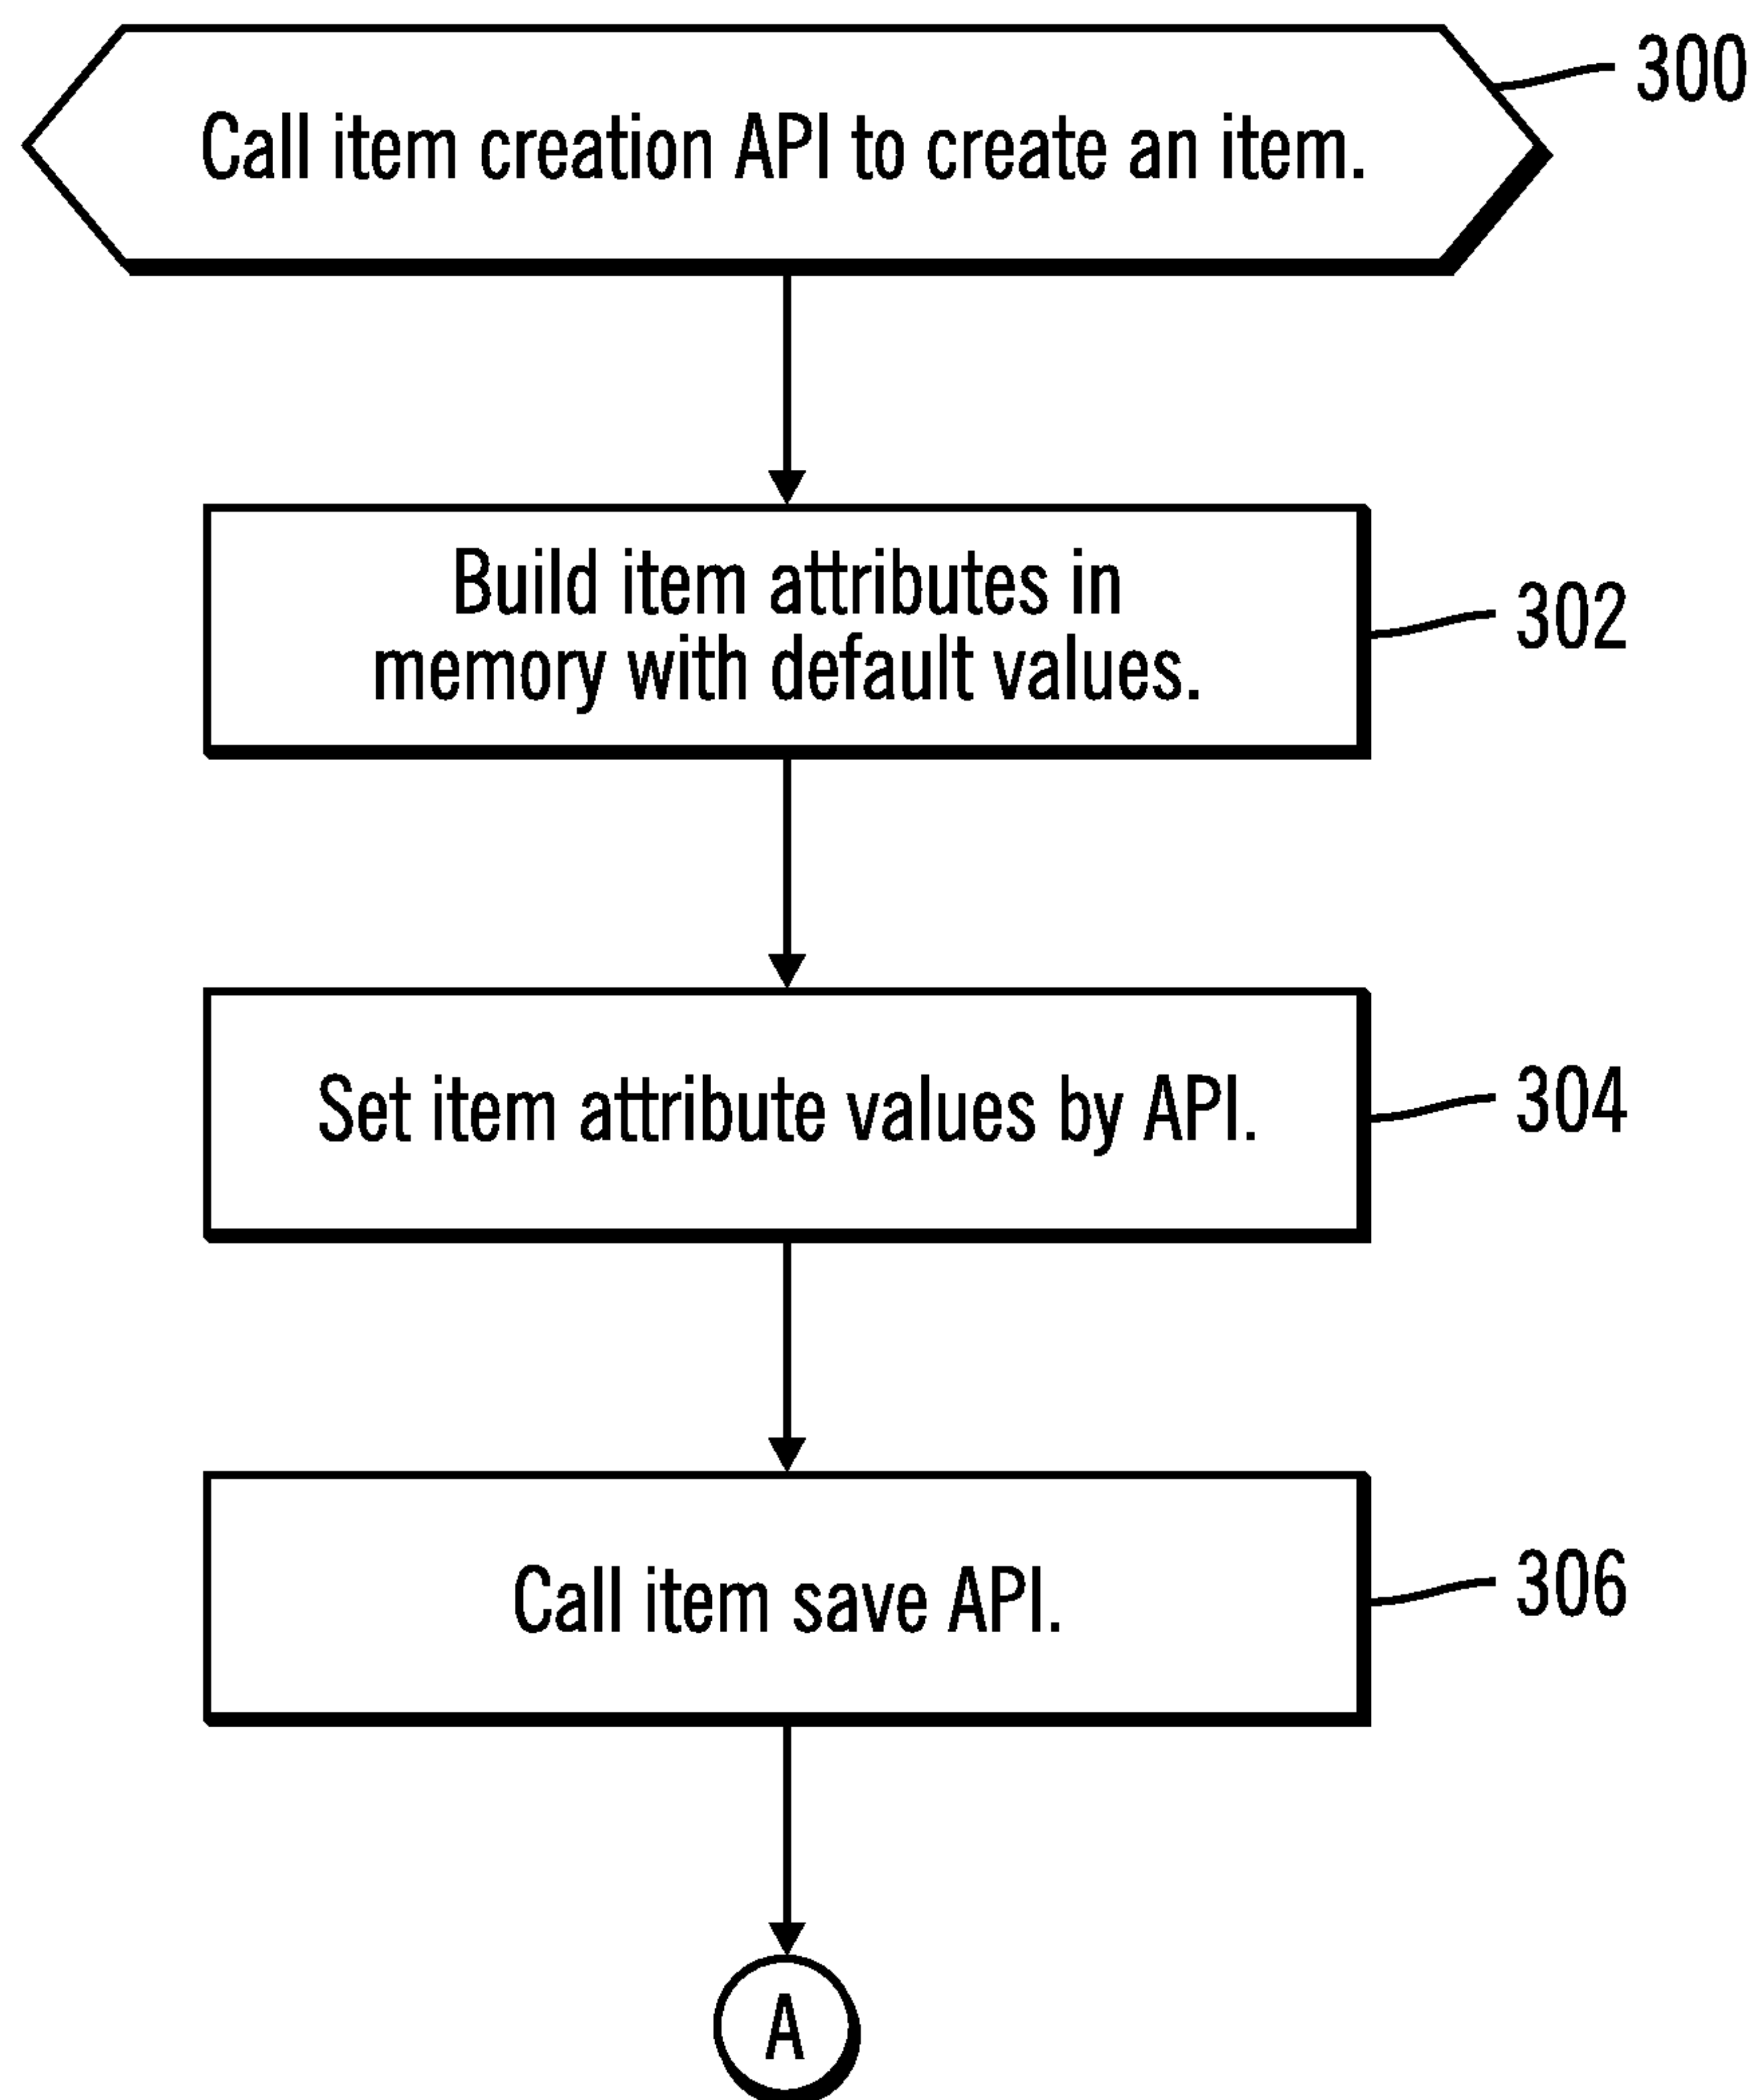 Call item creation API to create an item.
300
Build item attributes in
memory with default values.
302
Set item attribute values by API.
304
Call item save API.
306
A